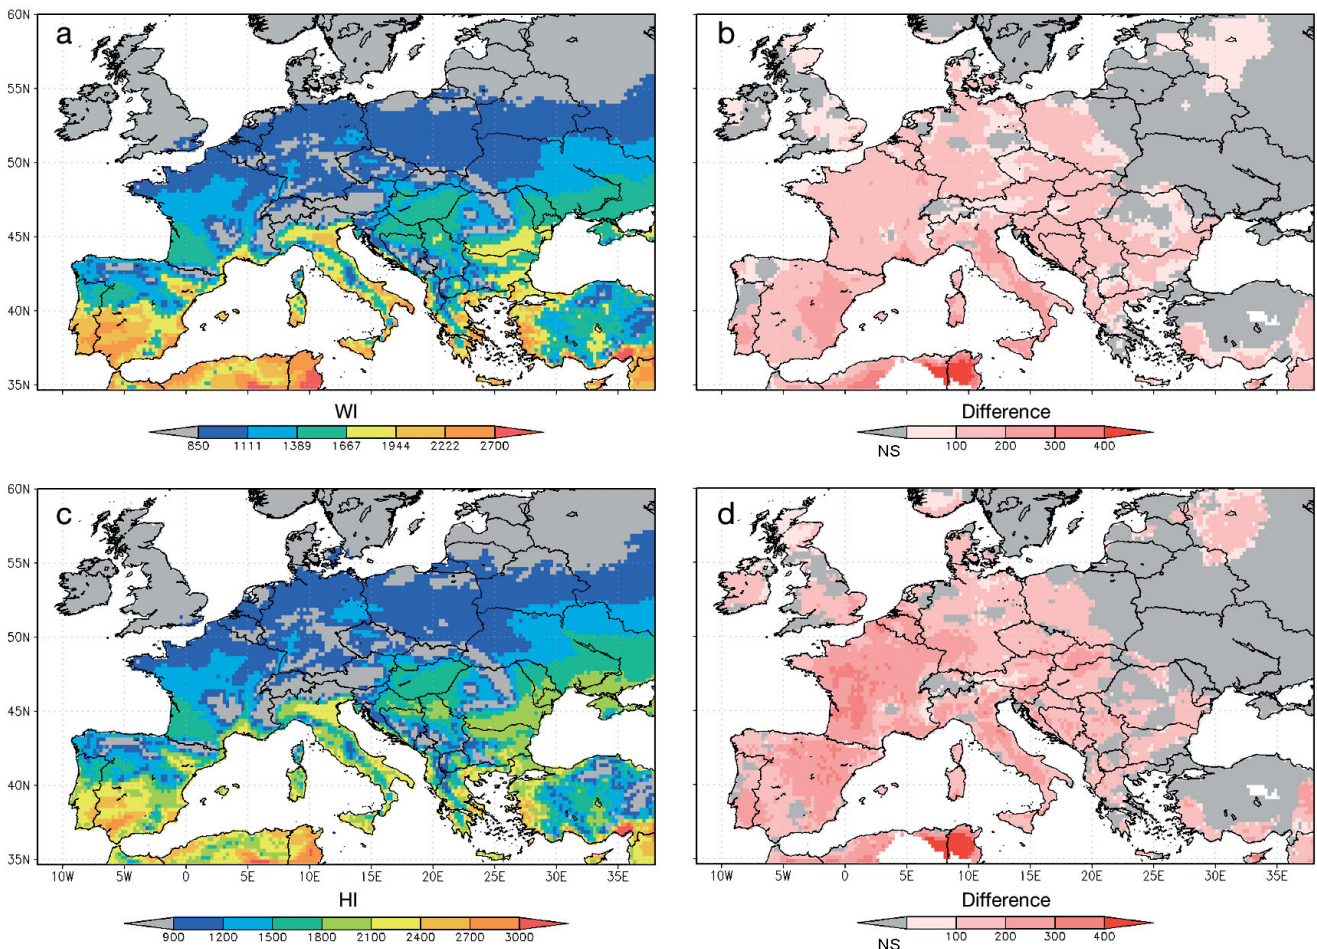 a
b
60N
55N
50N
45N
40N
35N
WI
Difference
850 1111 1389 1667 1944 2222 2700
NS 100 200 300 400
c
d
60N
55N
50N
45N
40N
35N
10W 5W 0 5E 10E 15E 20E 25E 30E 35E
10W 5W 0 5E 10E 15E 20E 25E 30E 35E
HI
Difference
900 1200 1500 1800 2100 2400 2700 3000
NS 100 200 300 400